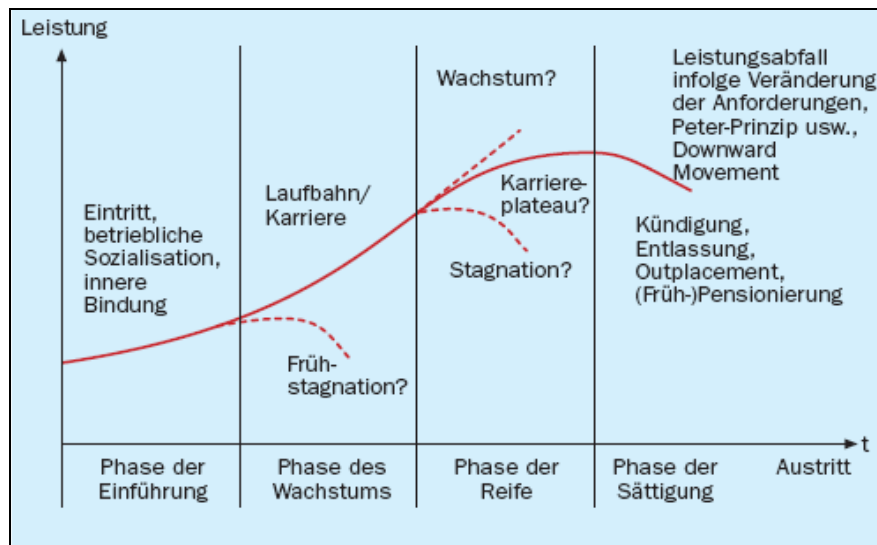 Leistung
Eintritt,
betriebliche
Sozialisation,
innere
Bindung
Laufbahn/
Karriere
Früh-
stagnation?
Wachstum?
Karriere-
plateau?
Stagnation?
Leistungsabfall
infolge Veränderung
der Anforderungen,
Peter-Prinzip usw.,
Downward
Movement
Kündigung,
Entlassung,
Outplacement,
(Früh-)Pensionierung
t
Phase der
Einführung
Phase des
Wachstums
Phase der
Reife
Phase der
Sättigung
Austritt